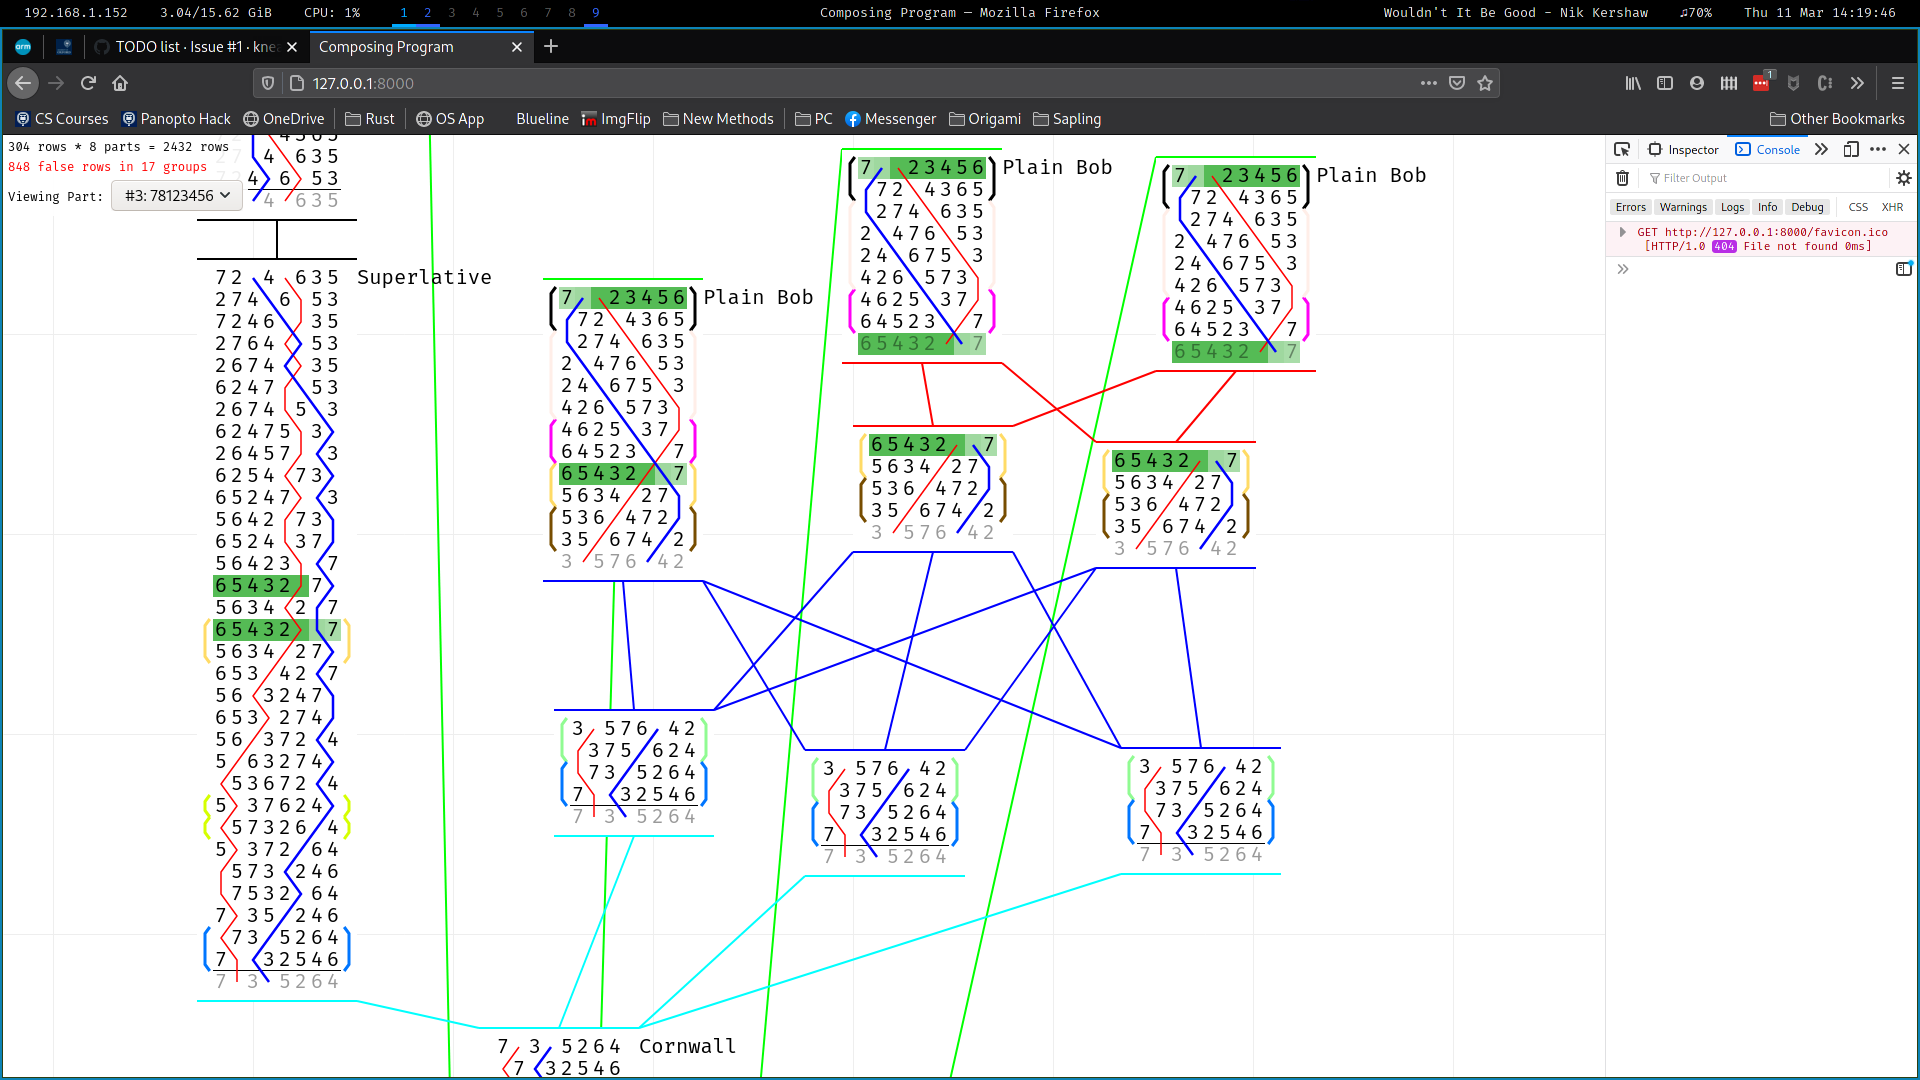 192.168.1.152 3.04/15.62 GiB CPU: 1% 1 2 3 4 5 6 7 8 9 Composing Program — Mozilla Firefox Wouldn't It Be Good - Nik Kershaw ♫70% Thu 11 Mar 14:19:46
arm TODO list · Issue #1 · kne Composing Program
127.0.0.1:8000 1
CS Courses Panopto Hack OneDrive Rust OS App Blueline ImgFlip New Methods PC Messenger Origami Sapling Other Bookmarks
304 rows * 8 parts = 2432 rows
848 false rows in 17 groups
Viewing Part: #3: 78123456
4 635
4 6 53
4 635
72 4 635 Superlative
274 6 53
7246 35
2764 53
2674 35
6247 53
2674 5 3
62475 3
26457 3
6254 73
65247 3
5642 73
6524 37
56423 7
65432 7
5634 2 7
65432 7
5634 27
653 42 7
56 3247
653 274
56 372 4
5 63274
53672 4
5 37624
57326 4
5 372 64
573 246
7532 64
7 35 246
73 5264
7 32546
7 3 5264
7 23456 Plain Bob
72 4365
274 635
2 476 53
24 675 3
426 573
4625 37
64523 7
65432 7
5634 27
536 472
35 674 2
3 576 42
7 23456 Plain Bob
72 4365
274 635
2 476 53
24 675 3
426 573
4625 37
64523 7
65432 7
7 23456 Plain Bob
72 4365
274 635
2 476 53
24 675 3
426 573
4625 37
64523 7
65432 7
65432 7
5634 27
536 472
35 674 2
3 576 42
65432 7
5634 27
536 472
35 674 2
3 576 42
3 576 42
375 624
73 5264
7 32546
7 3 5264
3 576 42
375 624
73 5264
7 32546
7 3 5264
3 576 42
375 624
73 5264
7 32546
7 3 5264
7 3 5264 Cornwall
7 32546
Inspector Console
Filter Output
Errors Warnings Logs Info Debug CSS XHR
GET http://127.0.0.1:8000/favicon.ico
[HTTP/1.0 404 File not found 0ms]